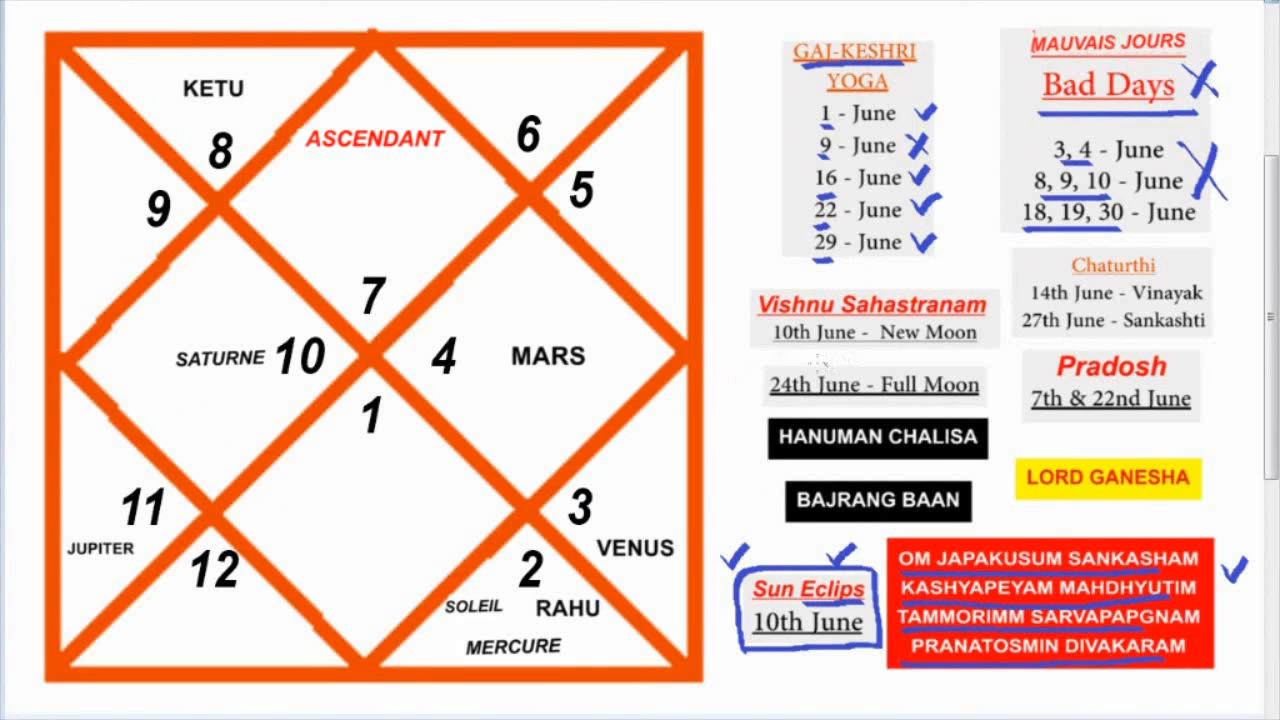 KETU
8
ASCENDANT
6
9
5
7
SATURNE 10
4 MARS
1
11
3
JUPITER
12
VENUS
2
SOLEIL RAHU
MERCURE
GAJ-KESHRI
YOGA
1 - June
9 - June
16 - June
22 - June
29 - June
MAUVAIS JOURS
Bad Days
3, 4 - June
8, 9, 10 - June
18, 19, 30 - June
Chaturthi
14th June - Vinayak
27th June - Sankashti
Vishnu Sahastranam
10th June - New Moon
24th June - Full Moon
Pradosh
7th & 22nd June
HANUMAN CHALISA
BAJRANG BAAN
LORD GANESHA
Sun Eclips
10th June
OM JAPAKUSUM SANKASHAM
KASHYAPEYAM MAHDHYUTIM
TAMMORIMM SARVAPAPGNAM
PRANATOSMIN DIVAKARAM